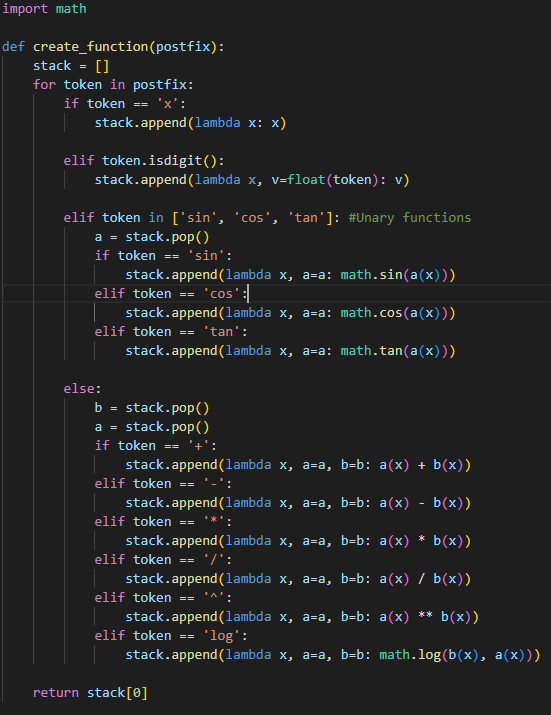 import math
def create_function(postfix):
    stack = []
    for token in postfix:
        if token == 'x':
            stack.append(lambda x: x)
        elif token.isdigit():
            stack.append(lambda x, v=float(token): v)
        elif token in ['sin', 'cos', 'tan']: #Unary functions
            a = stack.pop()
            if token == 'sin':
                stack.append(lambda x, a=a: math.sin(a(x)))
            elif token == 'cos':
                stack.append(lambda x, a=a: math.cos(a(x)))
            elif token == 'tan':
                stack.append(lambda x, a=a: math.tan(a(x)))
        else:
            b = stack.pop()
            a = stack.pop()
            if token == '+':
                stack.append(lambda x, a=a, b=b: a(x) + b(x))
            elif token == '-':
                stack.append(lambda x, a=a, b=b: a(x) - b(x))
            elif token == '*':
                stack.append(lambda x, a=a, b=b: a(x) * b(x))
            elif token == '/':
                stack.append(lambda x, a=a, b=b: a(x) / b(x))
            elif token == '^':
                stack.append(lambda x, a=a, b=b: a(x) ** b(x))
            elif token == 'log':
                stack.append(lambda x, a=a, b=b: math.log(b(x), a(x)))
    return stack[0]